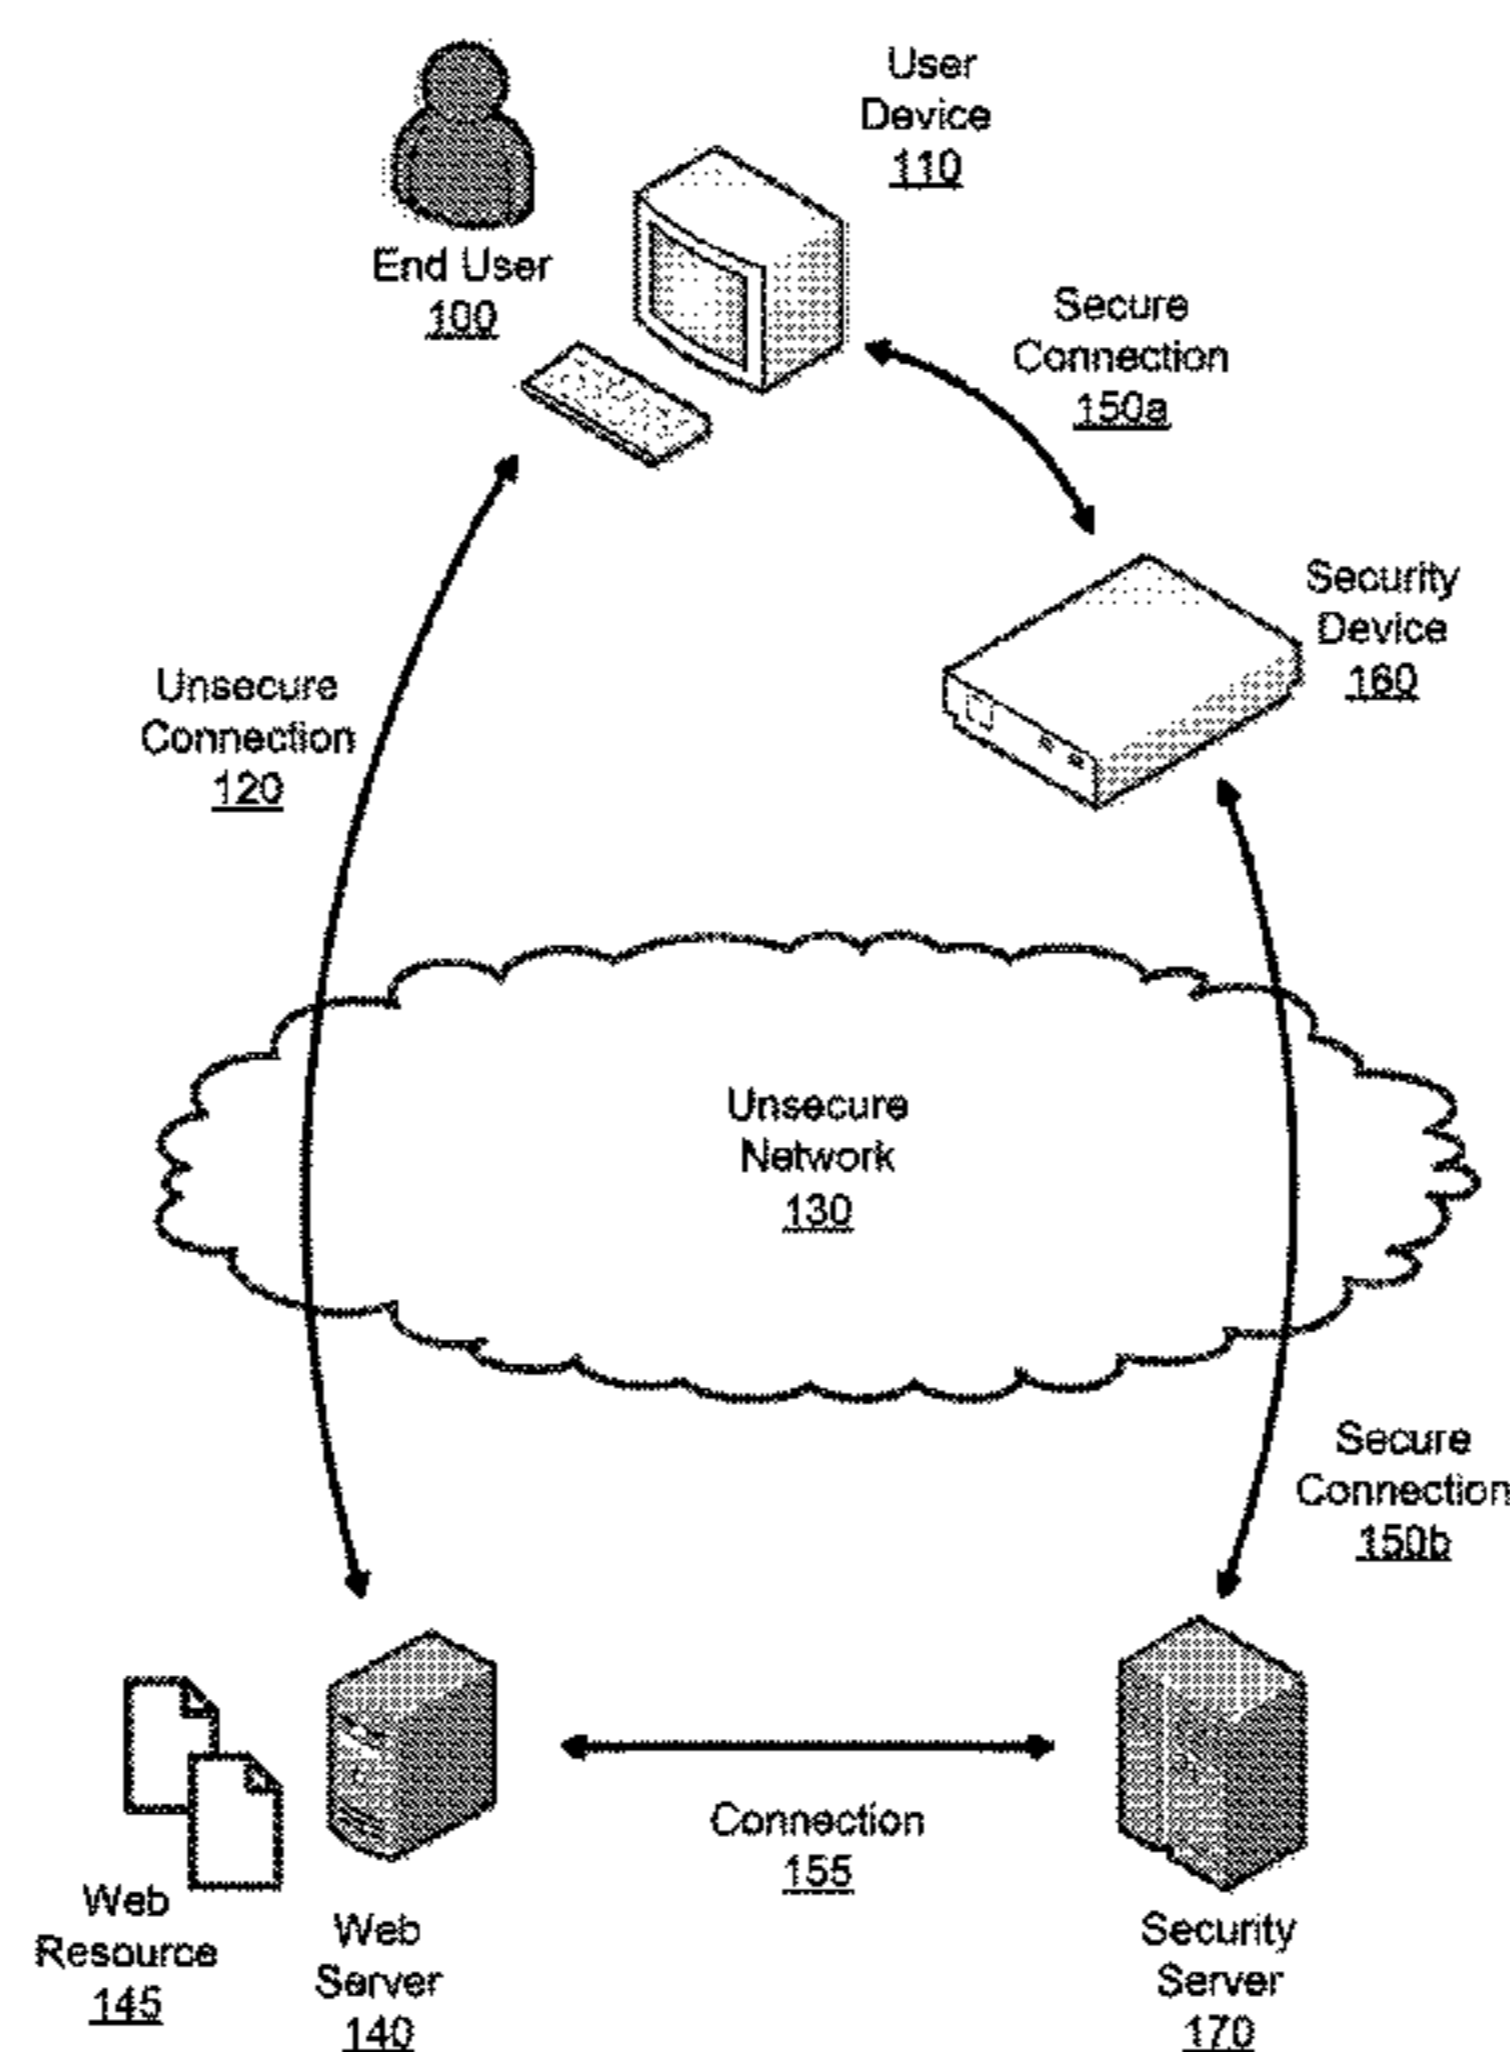 User
Device
110
End User
100
Secure
Connection
150a
Security
Device
160
Unsecure
Connection
120
Unsecure
Network
130
Secure
Connection
150b
Connection
155
Web
Resource
145
Web
Server
140
Security
Server
170